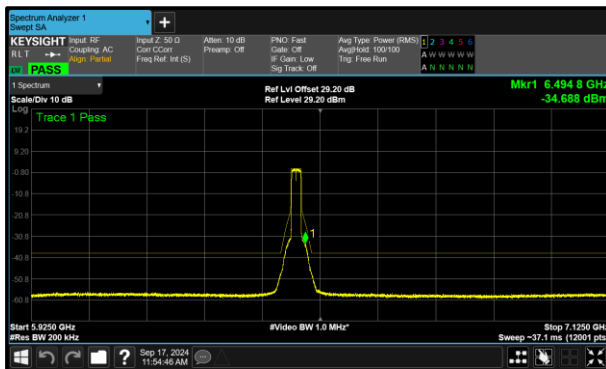 Spectrum Analyzer 1
Swept SA
+
KEYSIGHT
RLT
PASS
Input: RF
Coupling: AC
Align: Partial
Input Z: 50 Ω
Corr CCorr
Freq Ref: Int (S)
Atten: 10 dB
Preamp: Off
PNO: Fast
Gate: Off
IF Gain: Low
Sig Track: Off
Avg Type: Power (RMS)
Avg|Hold: 100/100
Trig: Free Run
1 2 3 4 5 6
A W W W W W
A N N N N N
1 Spectrum
Scale/Div 10 dB
Ref Lvl Offset 29.20 dB
Ref Level 29.20 dBm
Mkr1 6.494 8 GHz
-34.688 dBm
Log
Trace 1 Pass
19.2
9.20
-0.80
-10.8
-20.8
-30.8
-40.8
-50.8
-60.8
1
Start 5.9250 GHz
#Res BW 200 kHz
#Video BW 1.0 MHz*
Stop 7.1250 GHz
Sweep ~37.1 ms (12001 pts)
?
Sep 17, 2024
11:54:46 AM